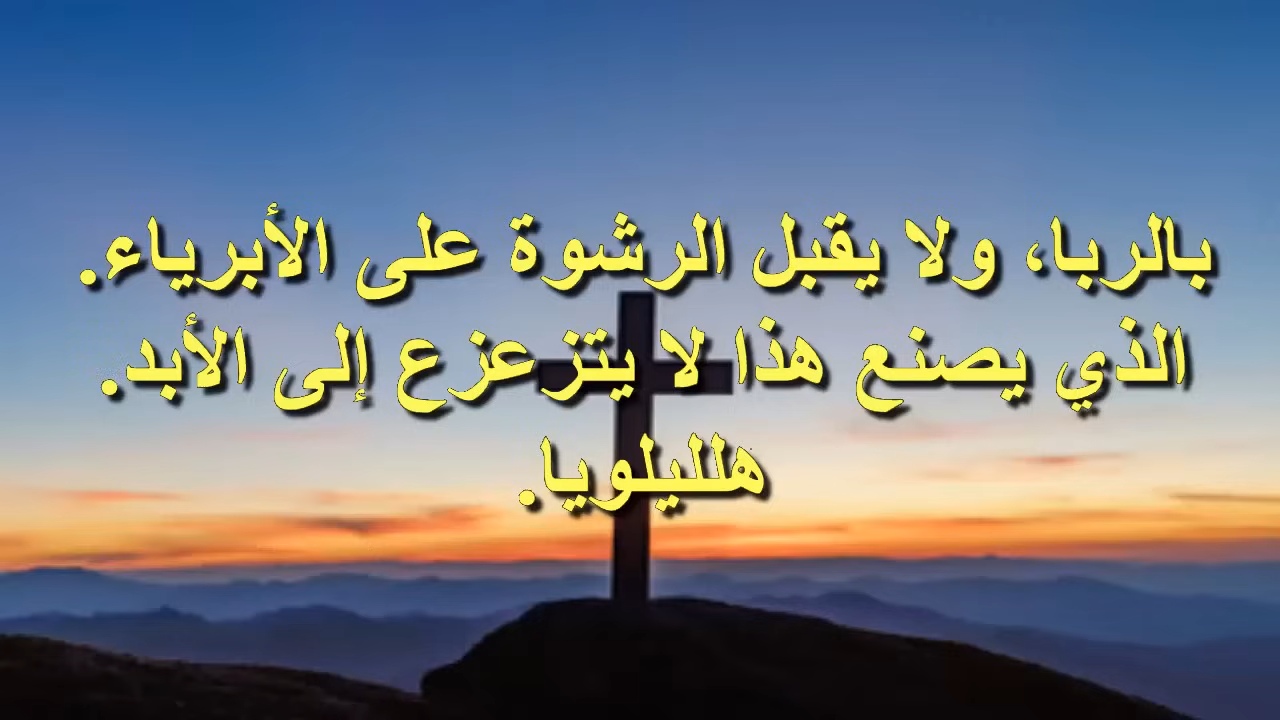 بالربا، ولا يقبل الرشوة على الأبرياء.
الذي يصنع هذا لا يتزعزع إلى الأبد.
هلليلويا.